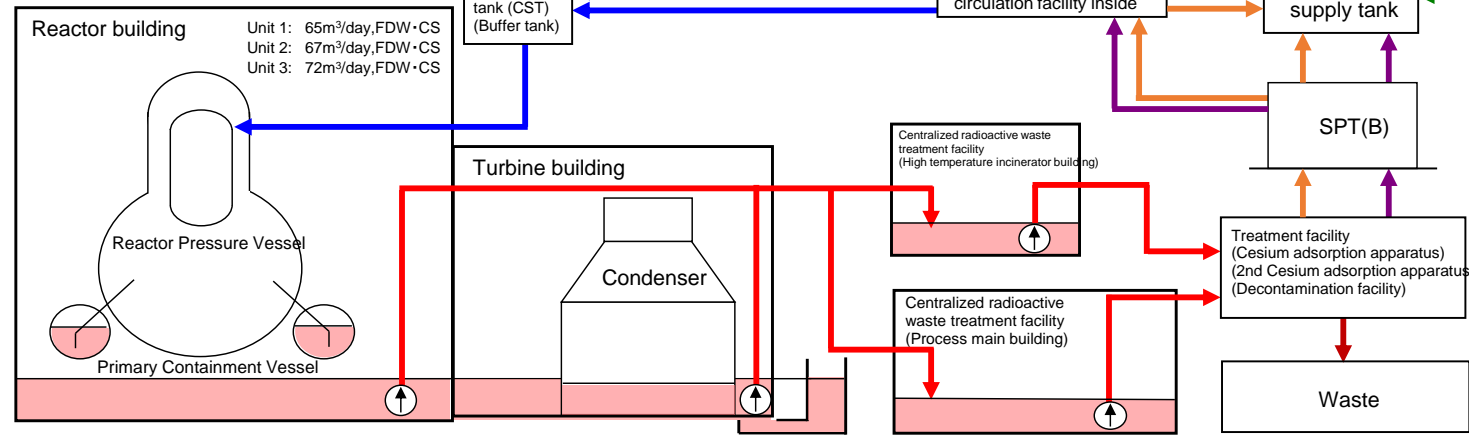 tank (CST)
(Buffer tank)
circulation facility inside
supply tank
Reactor building
Unit 1: 65m³/day,FDW・CS
Unit 2: 67m³/day,FDW・CS
Unit 3: 72m³/day,FDW・CS
SPT(B)
Centralized radioactive waste
treatment facility
(High temperature incinerator building)
Turbine building
Reactor Pressure Vessel
Condenser
Treatment facility
(Cesium adsorption apparatus)
(2nd Cesium adsorption apparatus
(Decontamination facility)
Centralized radioactive
waste treatment facility
(Process main building)
Primary Containment Vessel
Waste